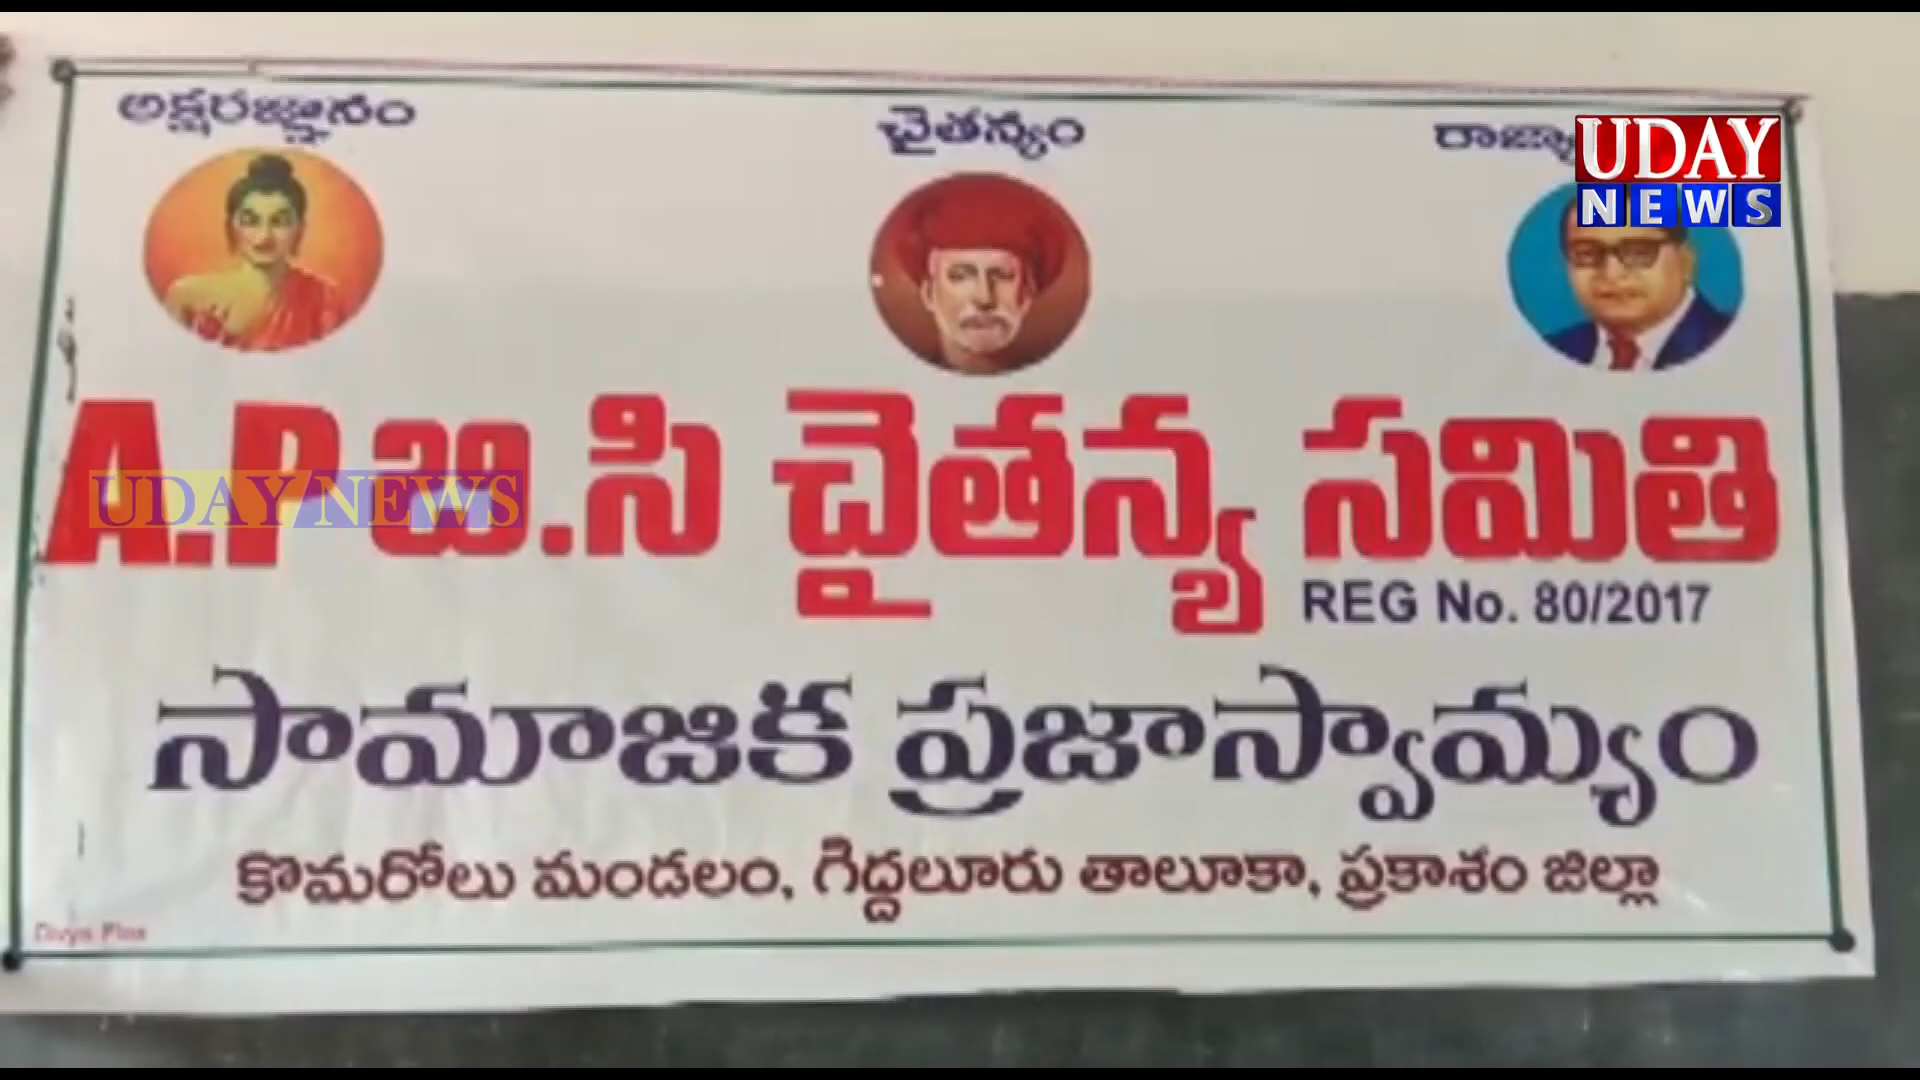 అక్షరజ్ఞానం
చైతన్యం
UDAY
NEWS
A.P.బి.సి చైతన్య సమితి
UDAY NEWS
REG No. 80/2017
సామాజిక ప్రజాస్వామ్యం
కొమరోలు మండలం, గిద్దలూరు తాలూకా, ప్రకాశం జిల్లా